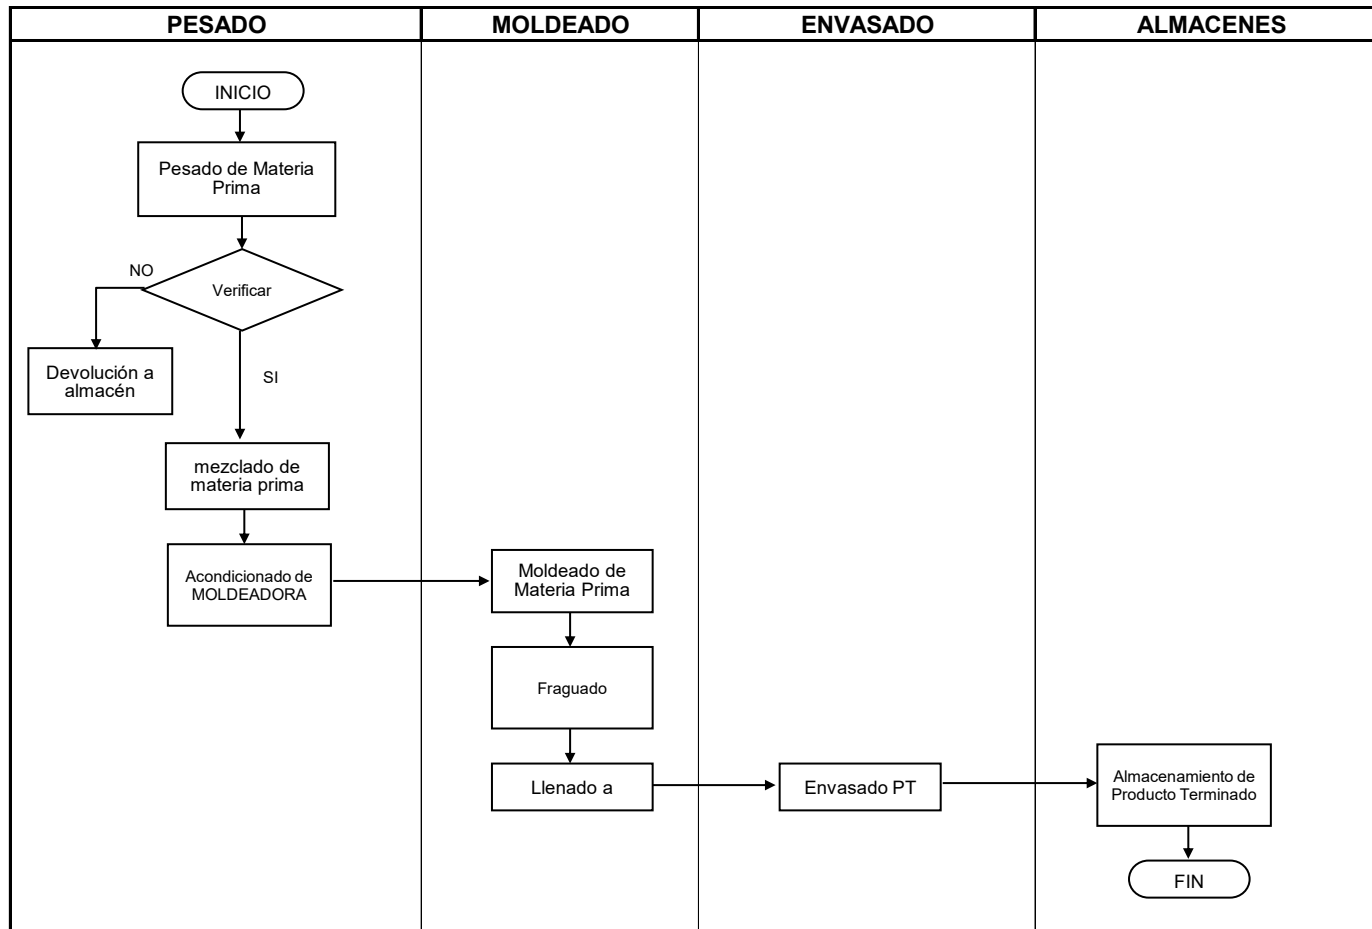 PESADO
MOLDEADO
ENVASADO
ALMACENES
INICIO
Pesado de Materia
Prima
NO
Verificar
Devolución a
almacén
SI
mezclado de
materia prima
Acondicionado de
MOLDEADORA
Moldeado de
Materia Prima
Fraguado
Llenado a
Envasado PT
Almacenamiento de
Producto Terminado
FIN